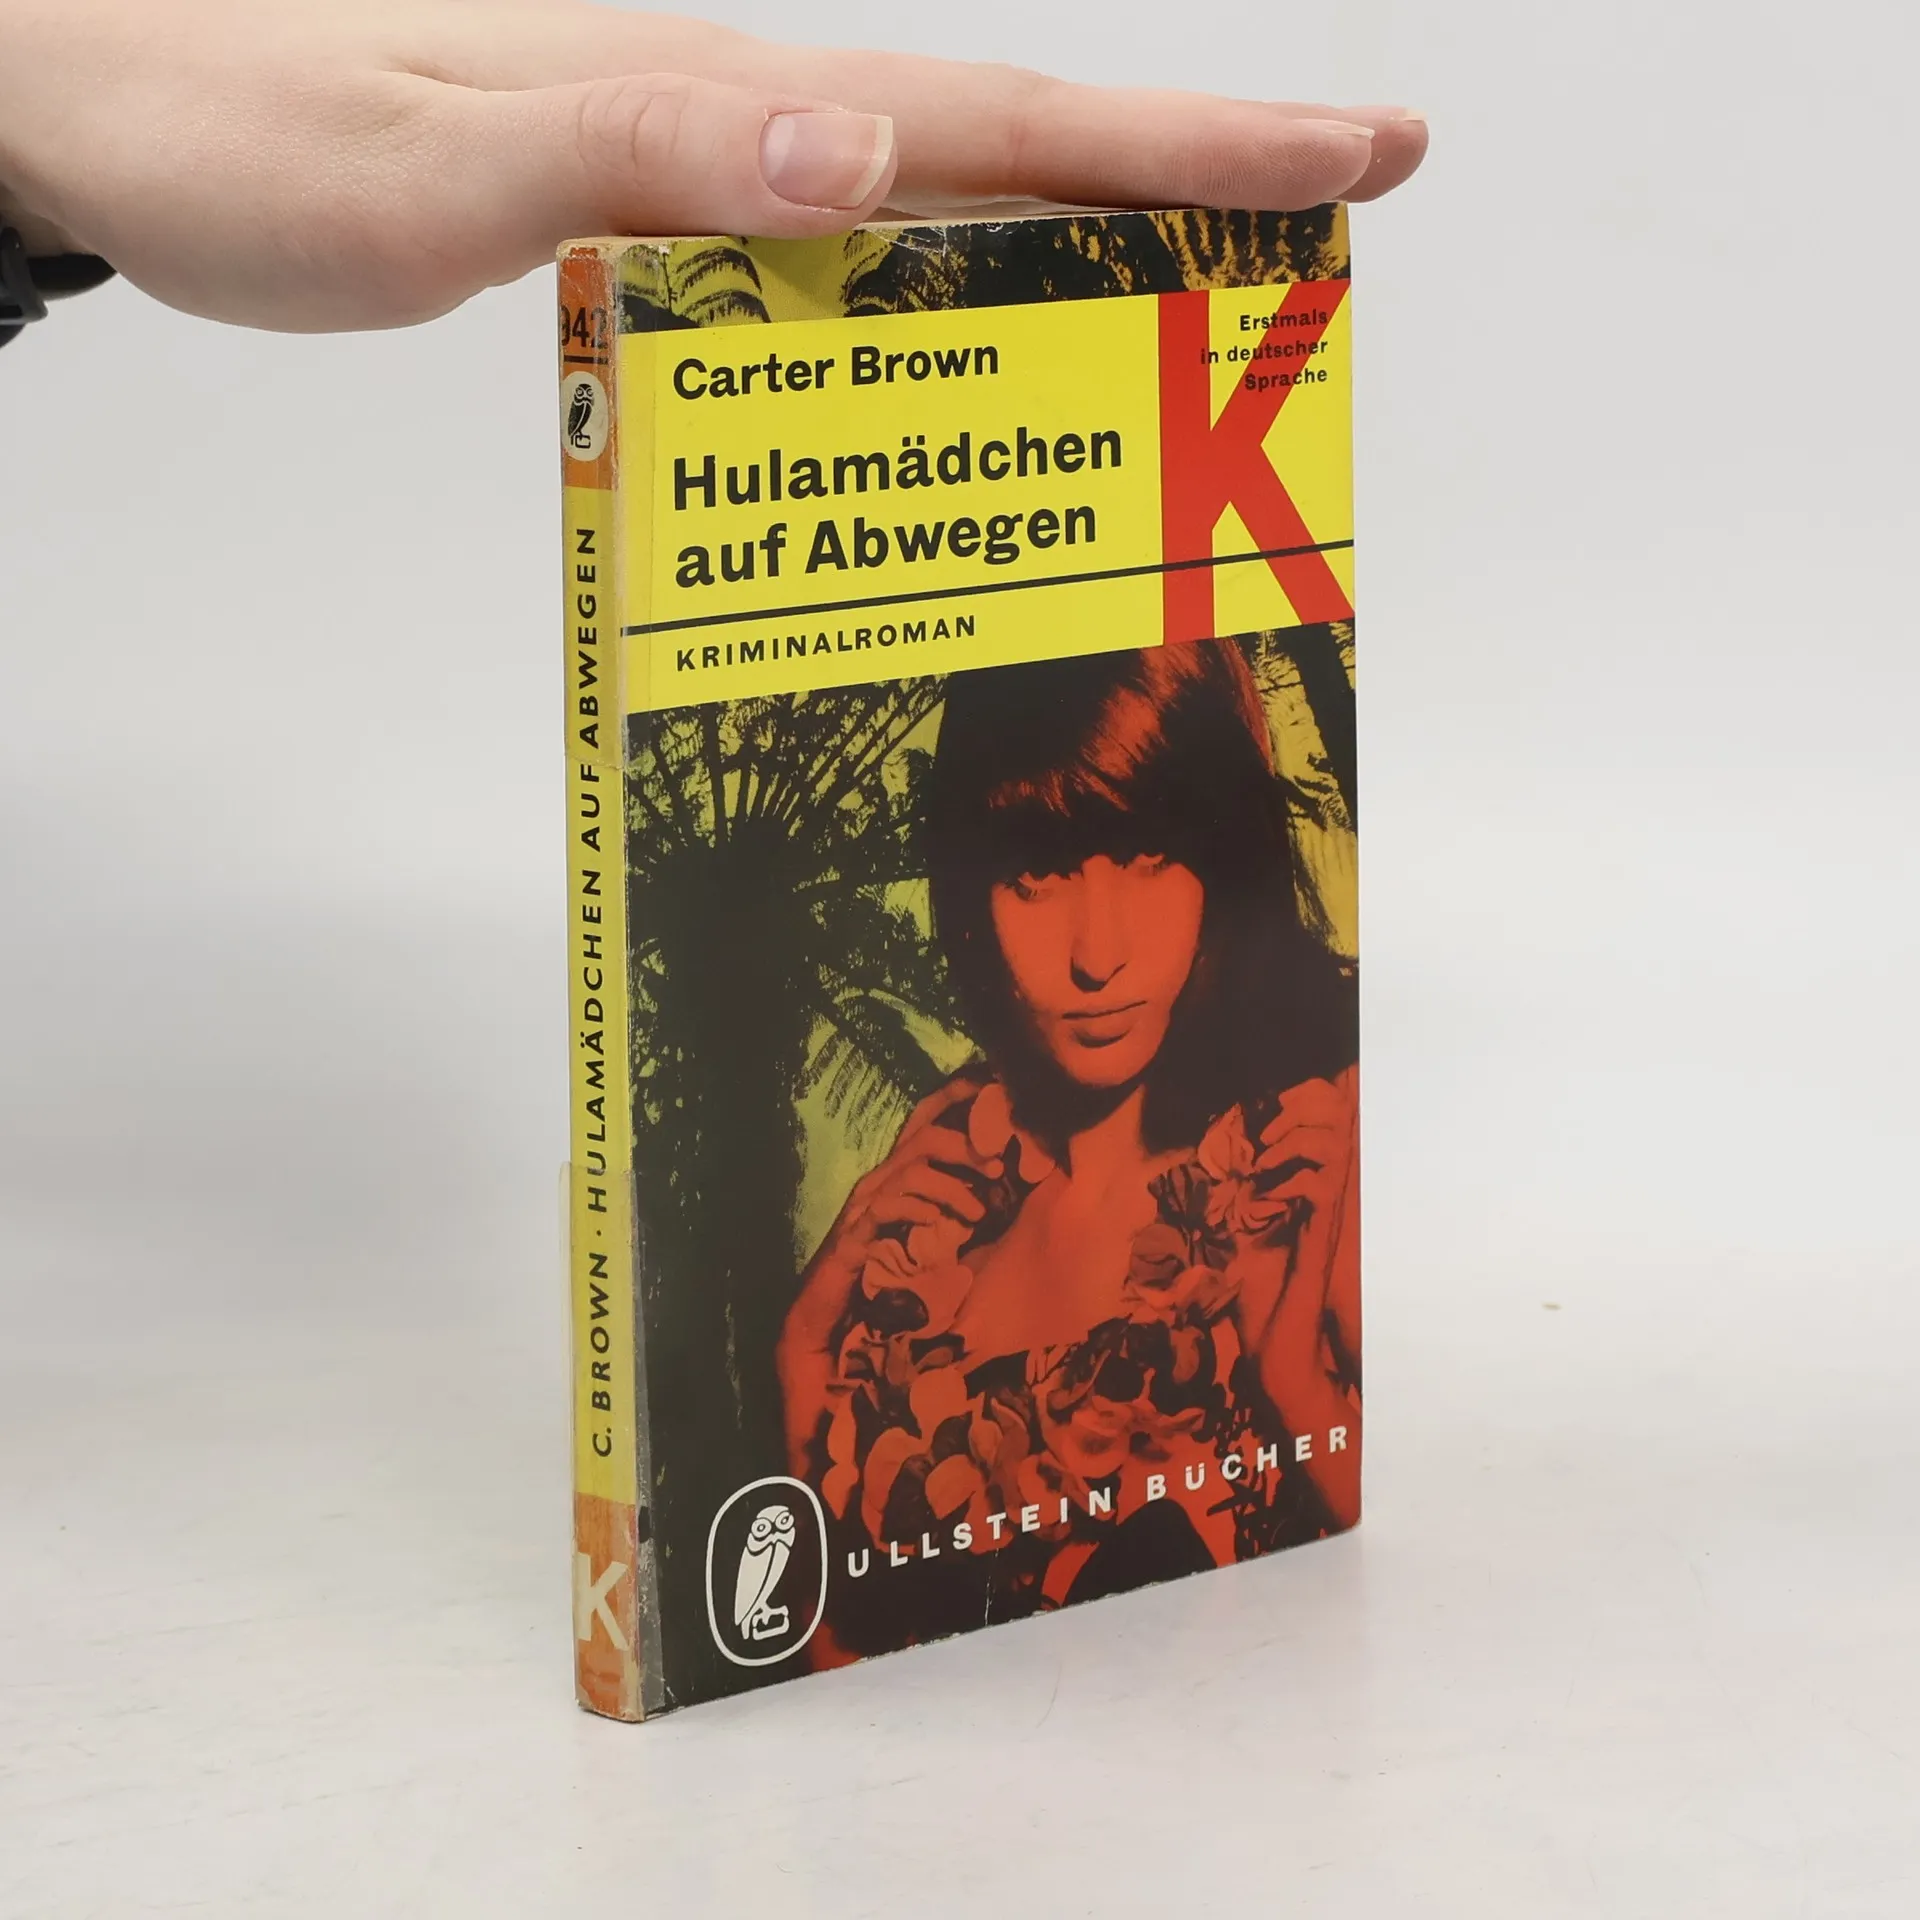 942
C. BROWN · HULAMÄDCHEN AUF ABWEGEN
K
Carter Brown
Hulamädchen
auf Abwegen
KRIMINALROMAN
K
Erstmals
in deutscher
Sprache
ULLSTEIN BÜCHER